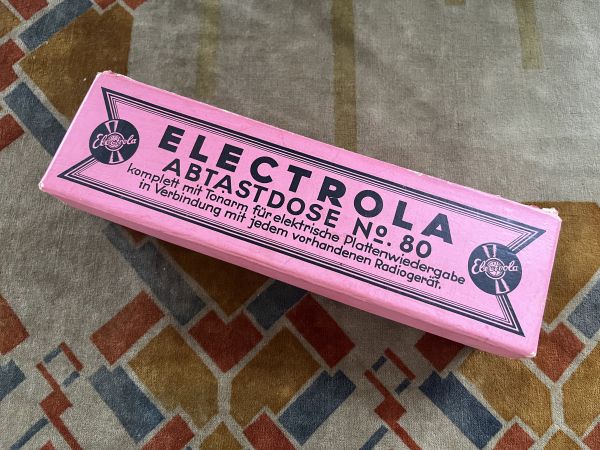 ELECTROLA
ABTASTDOSE No. 80
komplett mit Tonarm für elektrische Plattenwiedergabe
in Verbindung mit jedem vorhandenen Radiogerät.
Electrola
Electrola